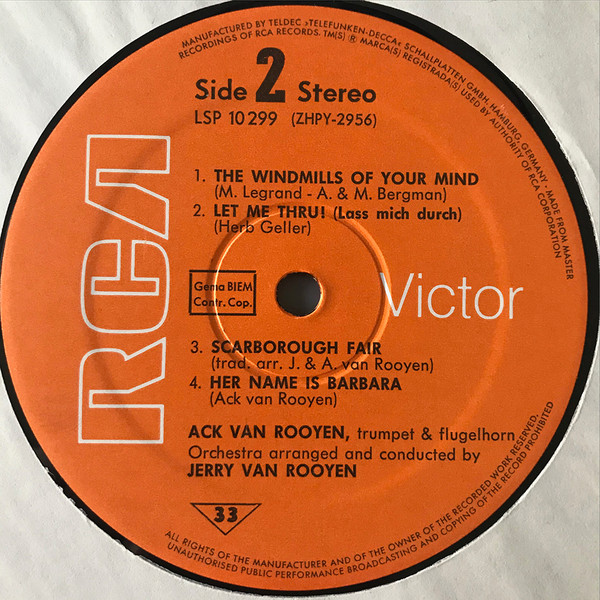 MANUFACTURED BY TELDEC »TELEFUNKEN-DECCA« SCHALLPLATTEN GMBH, HAMBURG, GERMANY - MADE FROM MASTER
RECORDINGS OF RCA RECORDS. TM(S) ® MARCA(S) REGISTRADA(S) USED BY AUTHORITY OF RCA CORPORATION
Side 2 Stereo
LSP 10299 (ZHPY-2956)
1. THE WINDMILLS OF YOUR MIND
(M. Legrand - A. & M. Bergman)
2. LET ME THRU! (Lass mich durch)
(Herb Geller)
Gema BIEM
Contr. Cop.
RCA
Victor
3. SCARBOROUGH FAIR
(trad. arr. J. & A. van Rooyen)
4. HER NAME IS BARBARA
(Ack van Rooyen)
ACK VAN ROOYEN, trumpet & flugelhorn
Orchestra arranged and conducted by
JERRY VAN ROOYEN
33
ALL RIGHTS OF THE MANUFACTURER AND OF THE OWNER OF THE RECORDED WORK RESERVED.
UNAUTHORISED PUBLIC PERFORMANCE BROADCASTING AND COPYING OF THE RECORD PROHIBITED